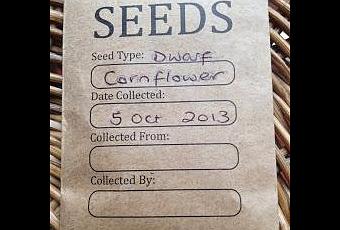 SEEDS
Seed Type: Dwarf
Cornflower
Date Collected:
5 Oct 2013
Collected From:
Collected By: